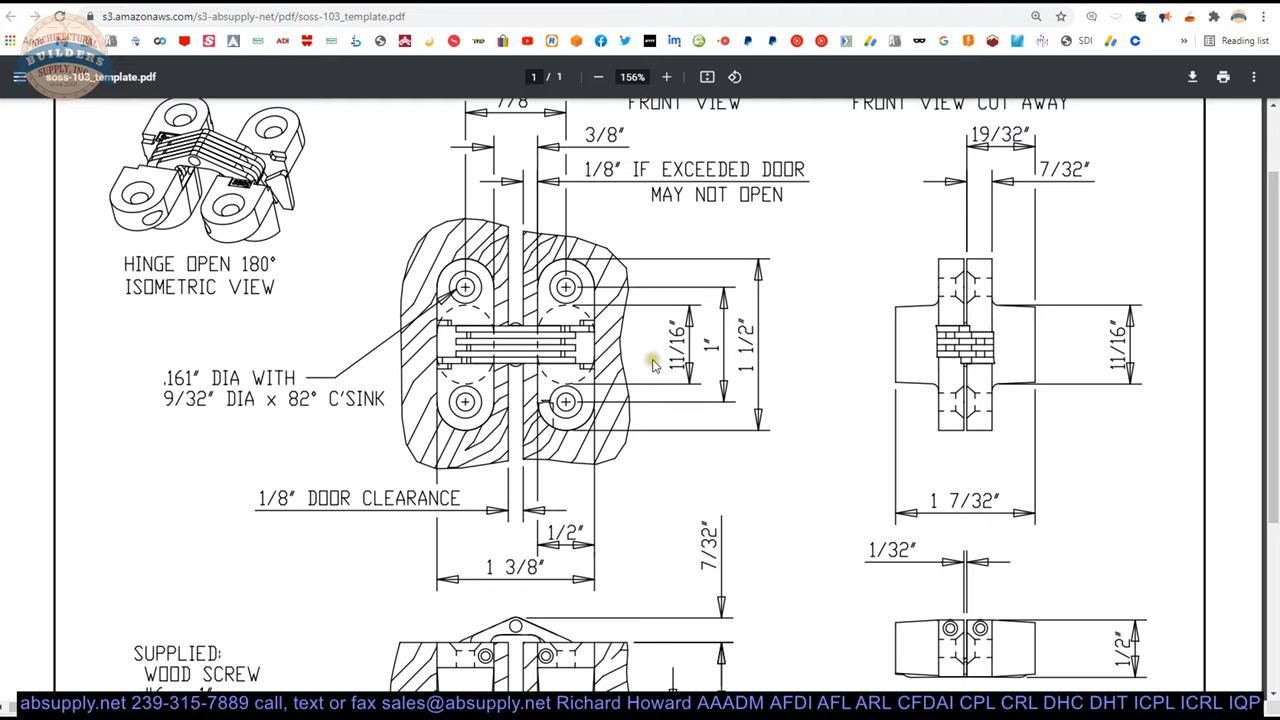 s3.amazonaws.com/s3-absupply-net/pdf/soss-103_template.pdf
SDI
Reading list
ARCHITECTURAL
BUILDERS
SUPPLY, INC.
soss-103_template.pdf
1 / 1
156%
7/8"
FRONT VIEW
FRONT VIEW CUT AWAY
3/8"
19/32"
1/8" IF EXCEEDED DOOR
MAY NOT OPEN
7/32"
HINGE OPEN 180°
ISOMETRIC VIEW
11/16"
1"
1 1/2"
11/16"
.161" DIA WITH
9/32" DIA x 82° C'SINK
1/8" DOOR CLEARANCE
1 7/32"
1/2"
7/32"
1/32"
1 3/8"
1/2"
SUPPLIED:
WOOD SCREW
absupply.net 239-315-7889 call, text or fax sales@absupply.net Richard Howard AAADM AFDI AFL ARL CFDAI CPL CRL DHC DHT ICPL ICRL IQP